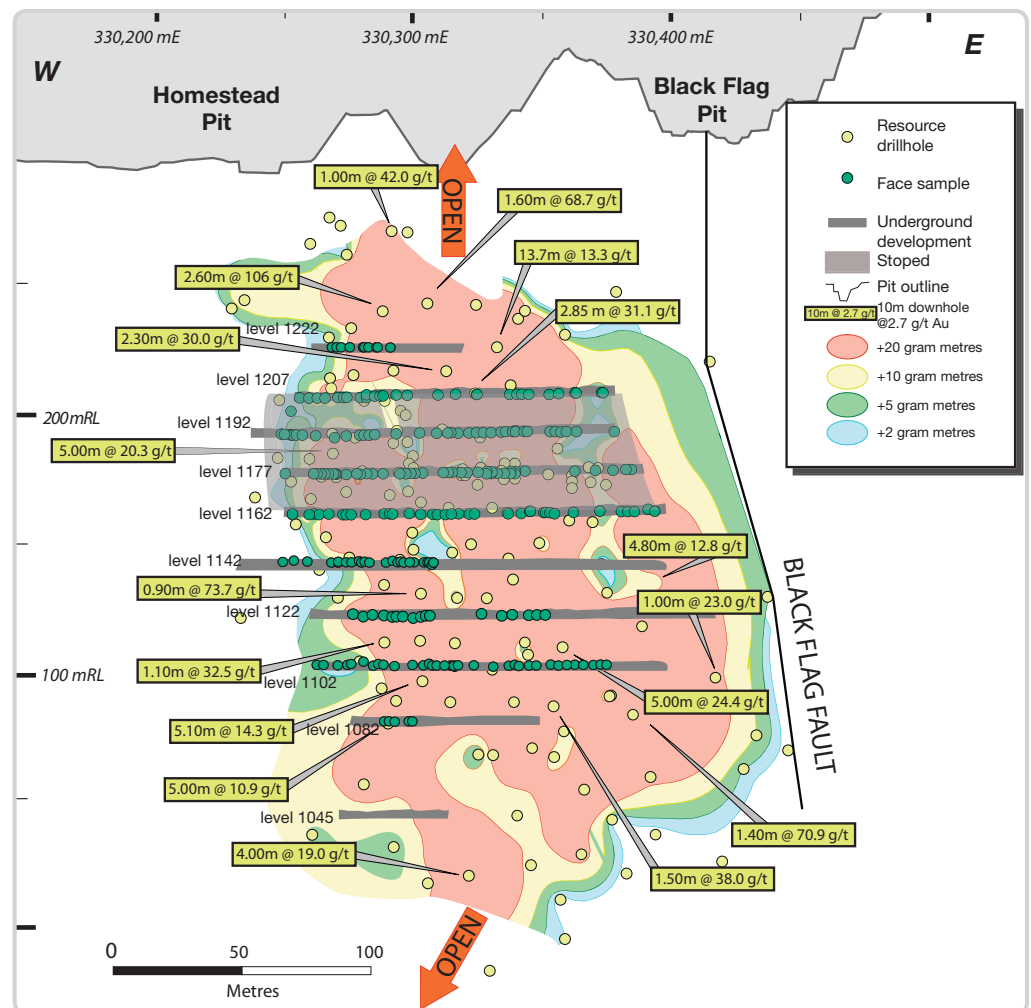 330,200 mE
330,300 mE
330,400 mE
W
E
Homestead
Pit
Black Flag
Pit
Resource
drillhole
Face sample
Underground
development
Stoped
Pit outline
10m @ 2.7 g/t
10m downhole
@2.7 g/t Au
+20 gram metres
+10 gram metres
+5 gram metres
+2 gram metres
OPEN
1.00m @ 42.0 g/t
1.60m @ 68.7 g/t
13.7m @ 13.3 g/t
2.60m @ 106 g/t
2.85 m @ 31.1 g/t
level 1222
2.30m @ 30.0 g/t
level 1207
200 mRL
level 1192
5.00m @ 20.3 g/t
level 1177
level 1162
4.80m @ 12.8 g/t
level 1142
0.90m @ 73.7 g/t
1.00m @ 23.0 g/t
level 1122
BLACK FLAG FAULT
1.10m @ 32.5 g/t
100 mRL
level 1102
5.00m @ 24.4 g/t
5.10m @ 14.3 g/t
level 1082
5.00m @ 10.9 g/t
level 1045
1.40m @ 70.9 g/t
4.00m @ 19.0 g/t
1.50m @ 38.0 g/t
OPEN
0
50
100
Metres